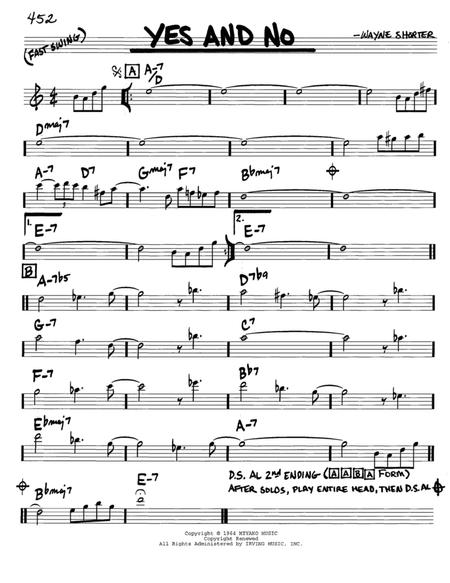 452
(FAST SWING)
YES AND NO
-WAYNE SHORTER
A A-7/D
Dmaj7
A-7 D7 Gmaj7 F7 Bbmaj7
1. E-7 2. E-7
B
A-7b5 D7b9
G-7 C7
F-7 Bb7
Ebmaj7 A-7
D.S. AL 2nd ENDING (A A B A FORM)
AFTER SOLOS, PLAY ENTIRE HEAD, THEN D.S. AL
Bbmaj7 E-7
Copyright © 1964 MIYAKO MUSIC
Copyright Renewed
All Rights Administered by IRVING MUSIC, INC.